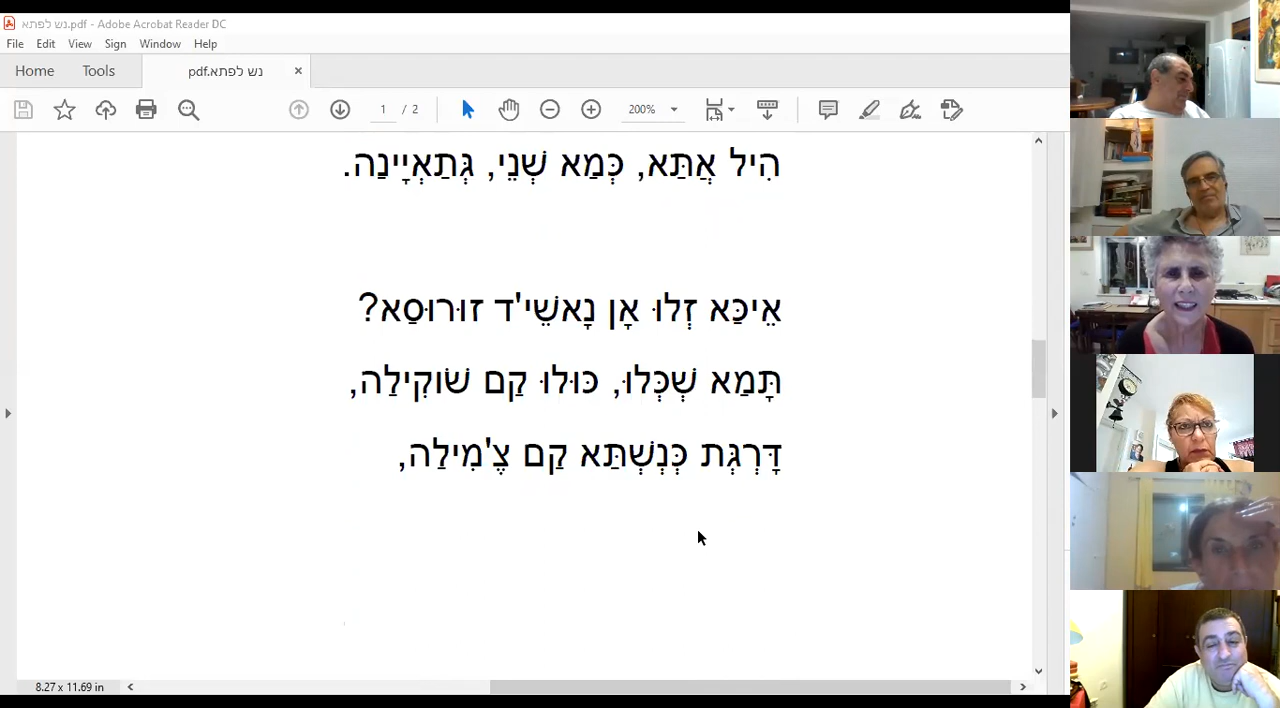 נש לפתא.pdf - Adobe Acrobat Reader DC
File Edit View Sign Window Help
Home Tools נש לפתא.pdf ×
1 / 2 200%
הִיל אֲתַּא, כְּמַא שְׁנֵי, גְּתַאְיָינַה.
אֵיכַּא זְלוּ אָן נָאשֵׁי'ד זוּרוּסַא?
תָּמַא שְׁכְּלוּ, כּוּלוּ קַם שׁוֹקִילַה,
דָּרְגְּת כְּנְשְׁתַּא קַם צֶ'מִילַה,
8.27 x 11.69 in